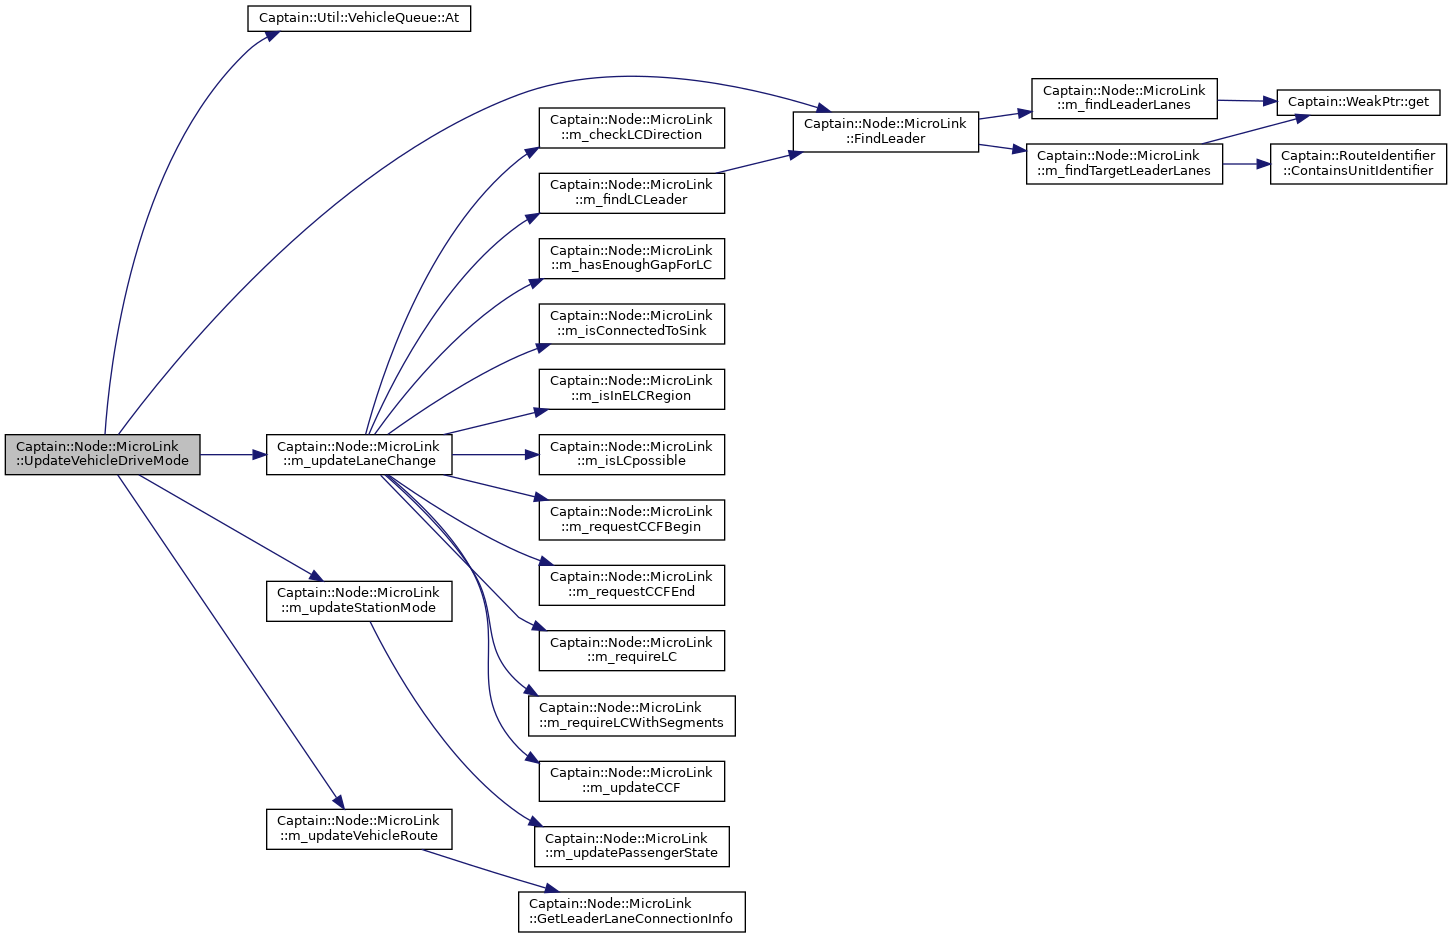 Captain::Util::VehicleQueue::At
Captain::Node::MicroLink
::m_findLeaderLanes
Captain::WeakPtr::get
Captain::Node::MicroLink
::m_checkLCDirection
Captain::Node::MicroLink
::FindLeader
Captain::Node::MicroLink
::m_findTargetLeaderLanes
Captain::RouteIdentifier
::ContainsUnitIdentifier
Captain::Node::MicroLink
::m_findLCLeader
Captain::Node::MicroLink
::m_hasEnoughGapForLC
Captain::Node::MicroLink
::m_isConnectedToSink
Captain::Node::MicroLink
::m_isInELCRegion
Captain::Node::MicroLink
::UpdateVehicleDriveMode
Captain::Node::MicroLink
::m_updateLaneChange
Captain::Node::MicroLink
::m_isLCpossible
Captain::Node::MicroLink
::m_requestCCFBegin
Captain::Node::MicroLink
::m_requestCCFEnd
Captain::Node::MicroLink
::m_updateStationMode
Captain::Node::MicroLink
::m_requireLC
Captain::Node::MicroLink
::m_requireLCWithSegments
Captain::Node::MicroLink
::m_updateCCF
Captain::Node::MicroLink
::m_updateVehicleRoute
Captain::Node::MicroLink
::m_updatePassengerState
Captain::Node::MicroLink
::GetLeaderLaneConnectionInfo